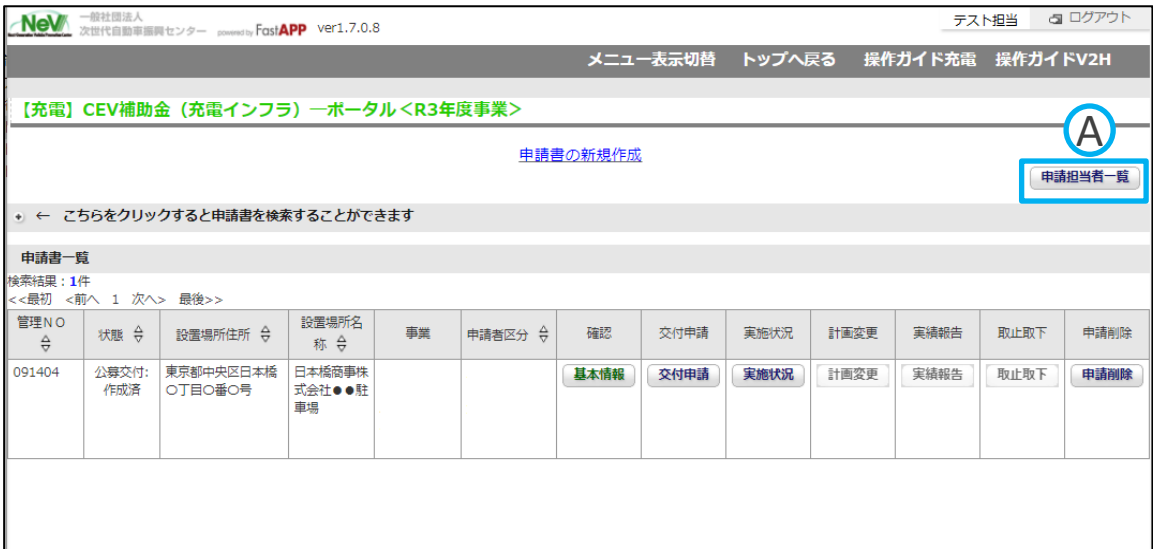 NeV 一般社団法人
次世代自動車振興センター powered by FastAPP ver1.7.0.8
テスト担当 ログアウト
メニュー表示切替 トップへ戻る 操作ガイド充電 操作ガイドV2H
【充電】CEV補助金（充電インフラ）―ポータル＜R3年度事業＞
A
申請書の新規作成
申請担当者一覧
← こちらをクリックすると申請書を検索することができます
申請書一覧
検索結果：1件
<<最初 <前へ 1 次へ> 最後>>
管理ＮＯ 状態 設置場所住所 設置場所名称 事業 申請者区分 確認 交付申請 実施状況 計画変更 実績報告 取止取下 申請削除
091404 公募交付:作成済 東京都中央区日本橋〇丁目〇番〇号 日本橋商事株式会社●●駐車場 基本情報 交付申請 実施状況 計画変更 実績報告 取止取下 申請削除